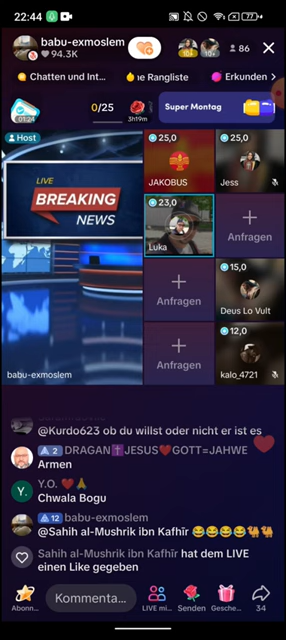 22:44
77
babu-exmoslem
94.3K
86
Chatten und Int...
ne Rangliste
Erkunden
01:24
0/25
3h19m
Super Montag
Host
25,0
JAKOBUS
25,0
Jess
LIVE
BREAKING
NEWS
23,0
Luka
Anfragen
Anfragen
15,0
Deus Lo Vult
Anfragen
12,0
kalo_4721
babu-exmoslem
@Kurdo623 ob du willst oder nicht er ist es
2 DRAGAN✝️JESUS❤️GOTT=JAHWE
Armen
Y.
Y.O. ❤️🙏
Chwala Bogu
12 babu-exmoslem
@Sahih al-Mushrik ibn Kafhīr 😂😂😂😂🐫🐫
Sahih al-Mushrik ibn Kafhīr hat dem LIVE
einen Like gegeben
Kommenta...
Abonn...
LIVE mi...
Senden
Gesche...
34